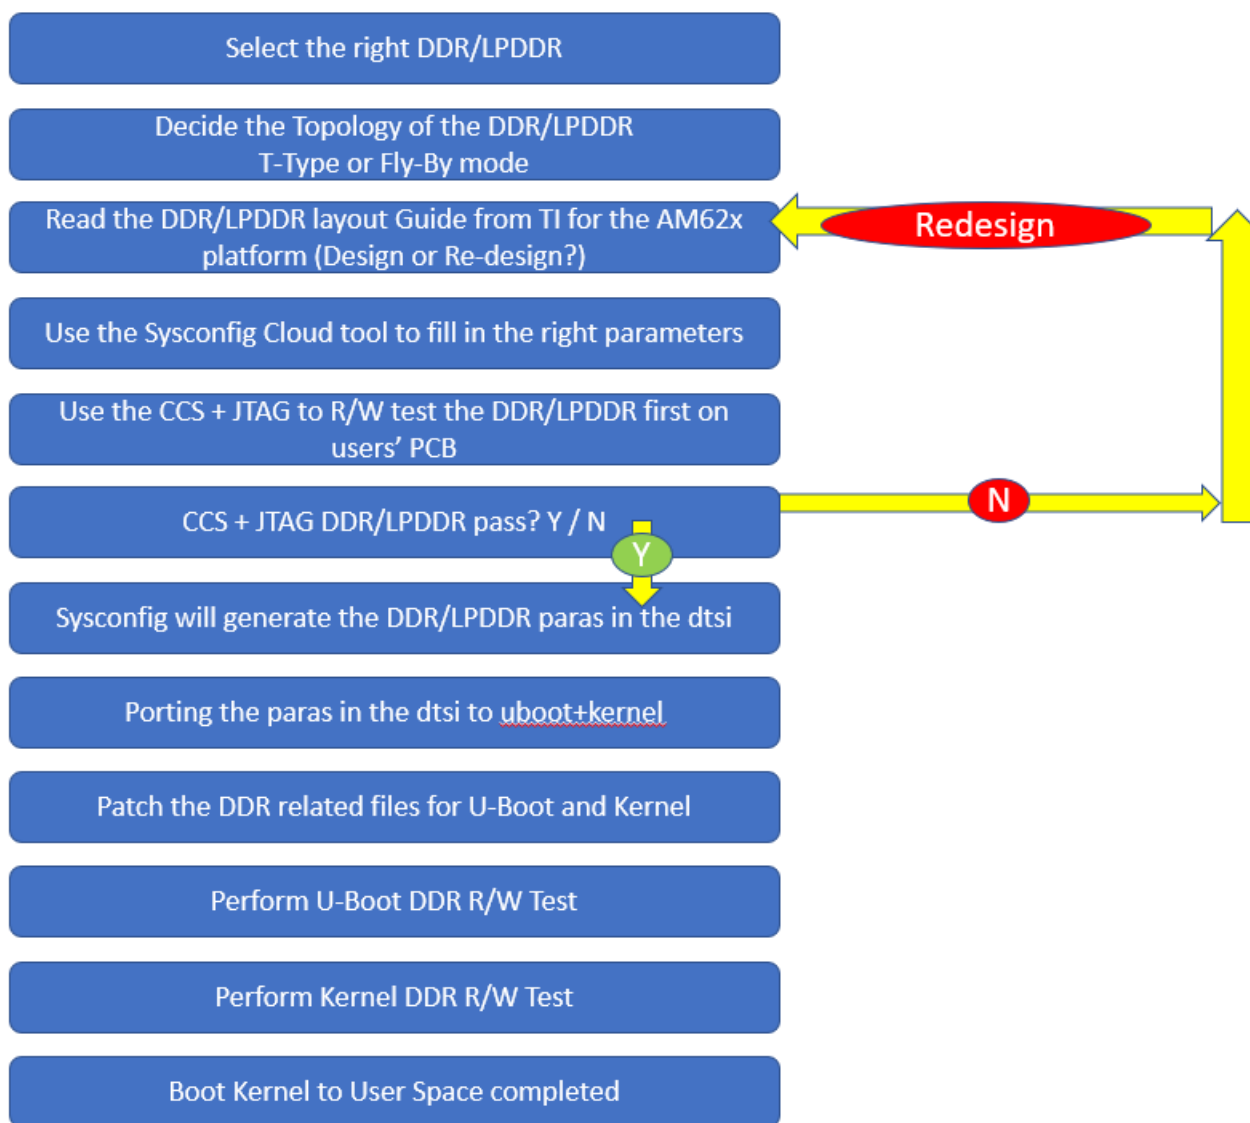 Select the right DDR/LPDDR
Decide the Topology of the DDR/LPDDR
T-Type or Fly-By mode
Read the DDR/LPDDR layout Guide from TI for the AM62x
platform (Design or Re-design?)
Redesign
Use the Sysconfig Cloud tool to fill in the right parameters
Use the CCS + JTAG to R/W test the DDR/LPDDR first on
users’ PCB
CCS + JTAG DDR/LPDDR pass? Y / N
N
Y
Sysconfig will generate the DDR/LPDDR paras in the dtsi
Porting the paras in the dtsi to uboot+kernel
Patch the DDR related files for U-Boot and Kernel
Perform U-Boot DDR R/W Test
Perform Kernel DDR R/W Test
Boot Kernel to User Space completed